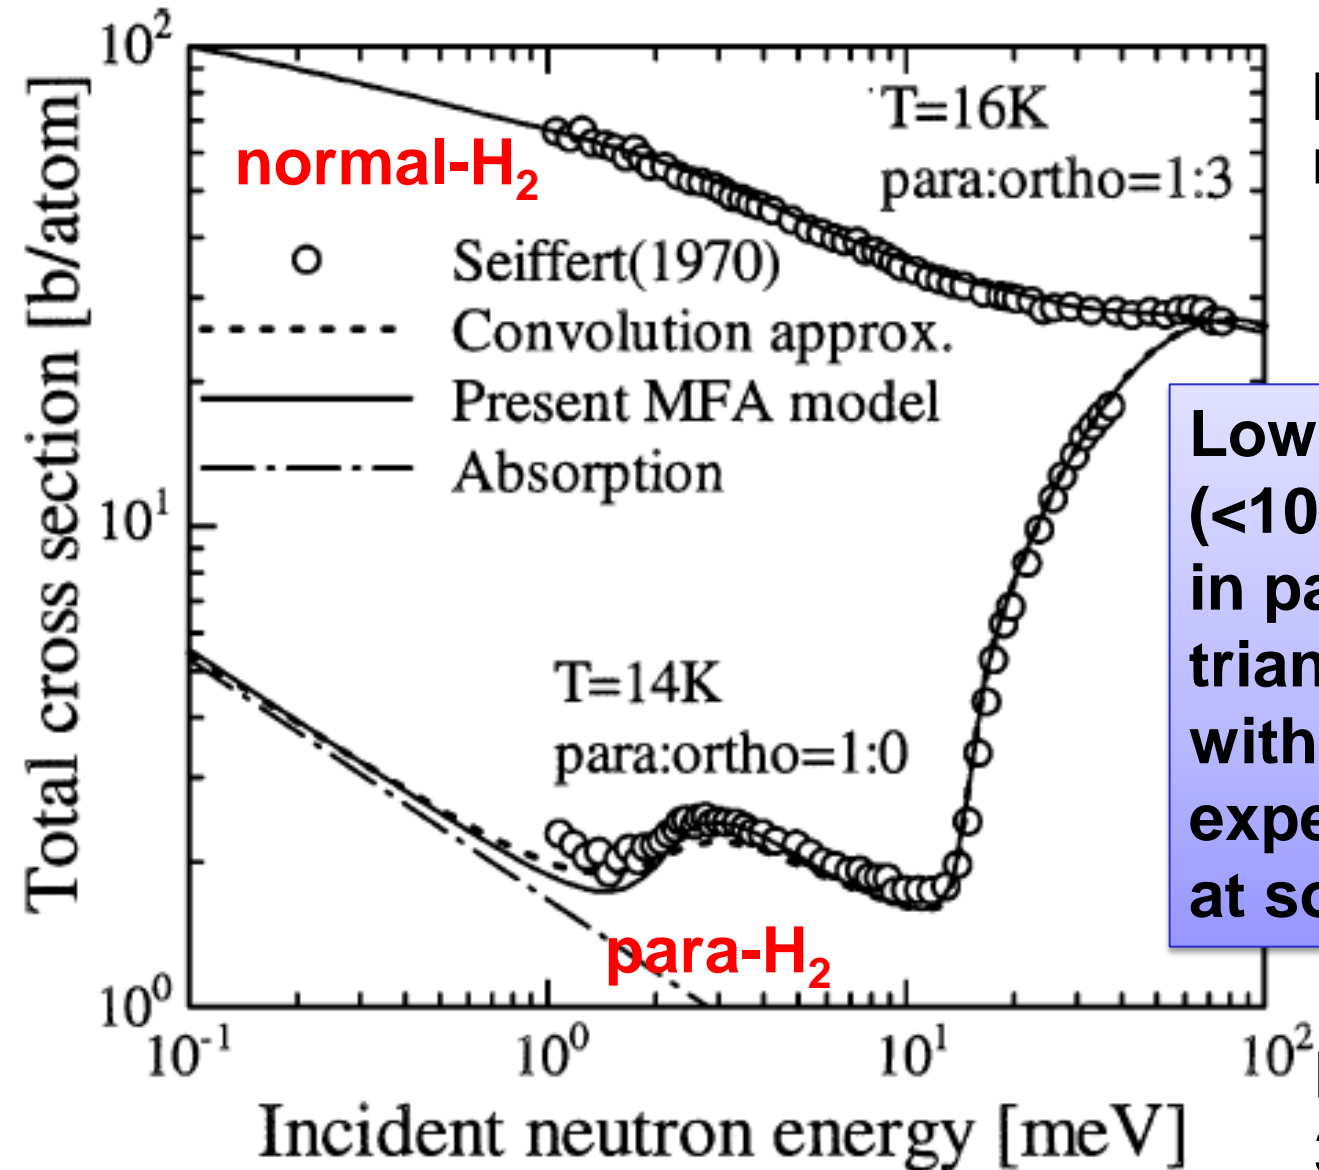 Total cross section [b/atom]
10²
10¹
10⁰
normal-H₂
T=16K
para:ortho=1:3
Seiffert(1970)
Convolution approx.
Present MFA model
Absorption
T=14K
para:ortho=1:0
para-H₂
10⁻¹
10⁰
10¹
10²
Incident neutron energy [meV]
Low
(<10
in pa
trian
with
expe
at so